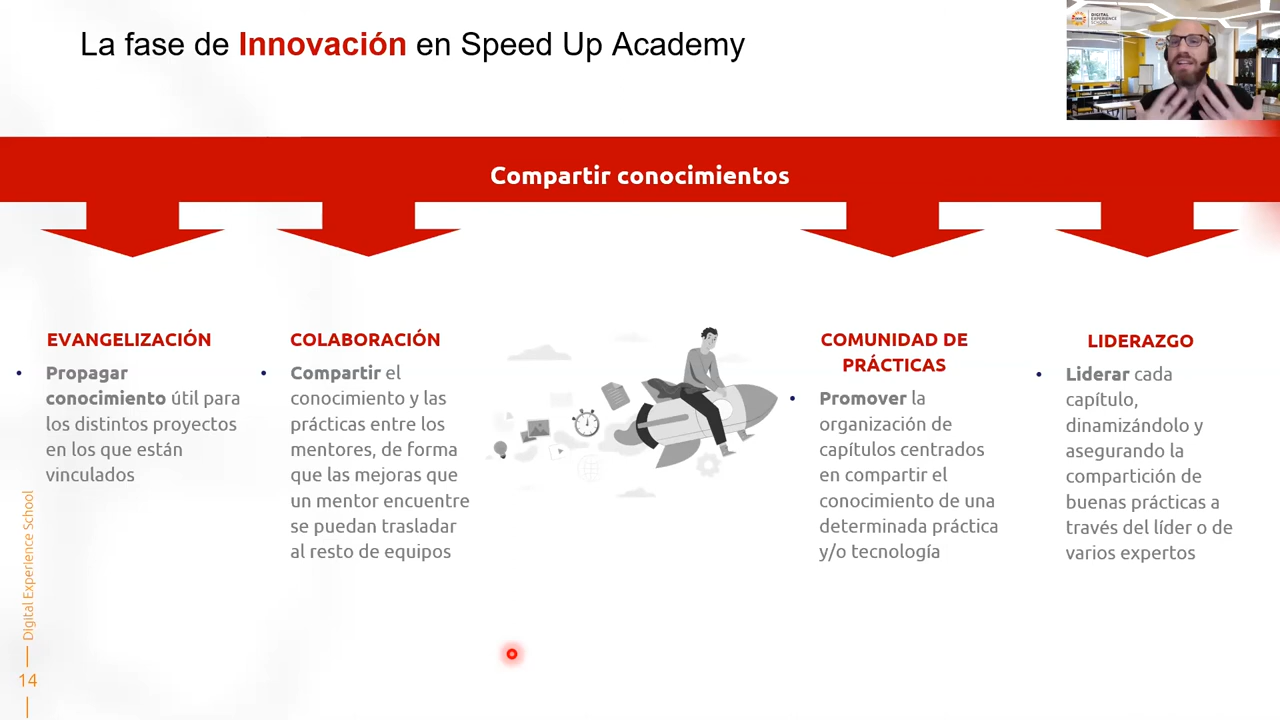 La fase de Innovación en Speed Up Academy
DIGITAL
EXPERIENCE
SCHOOL
Compartir conocimientos
EVANGELIZACIÓN
Propagar
conocimiento útil para
los distintos proyectos
en los que están
vinculados
COLABORACIÓN
Compartir el
conocimiento y las
prácticas entre los
mentores, de forma
que las mejoras que
un mentor encuentre
se puedan trasladar
al resto de equipos
COMUNIDAD DE
PRÁCTICAS
Promover la
organización de
capítulos centrados
en compartir el
conocimiento de una
determinada práctica
y/o tecnología
LIDERAZGO
Liderar cada
capítulo,
dinamizándolo y
asegurando la
compartición de
buenas prácticas a
través del líder o de
varios expertos
Digital Experience School
14